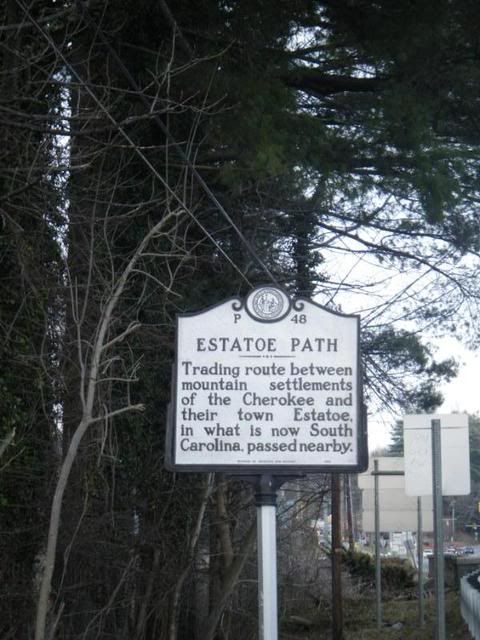 P 48
ESTATOE PATH
Trading route between
mountain settlements
of the Cherokee and
their town Estatoe,
in what is now South
Carolina, passed nearby.